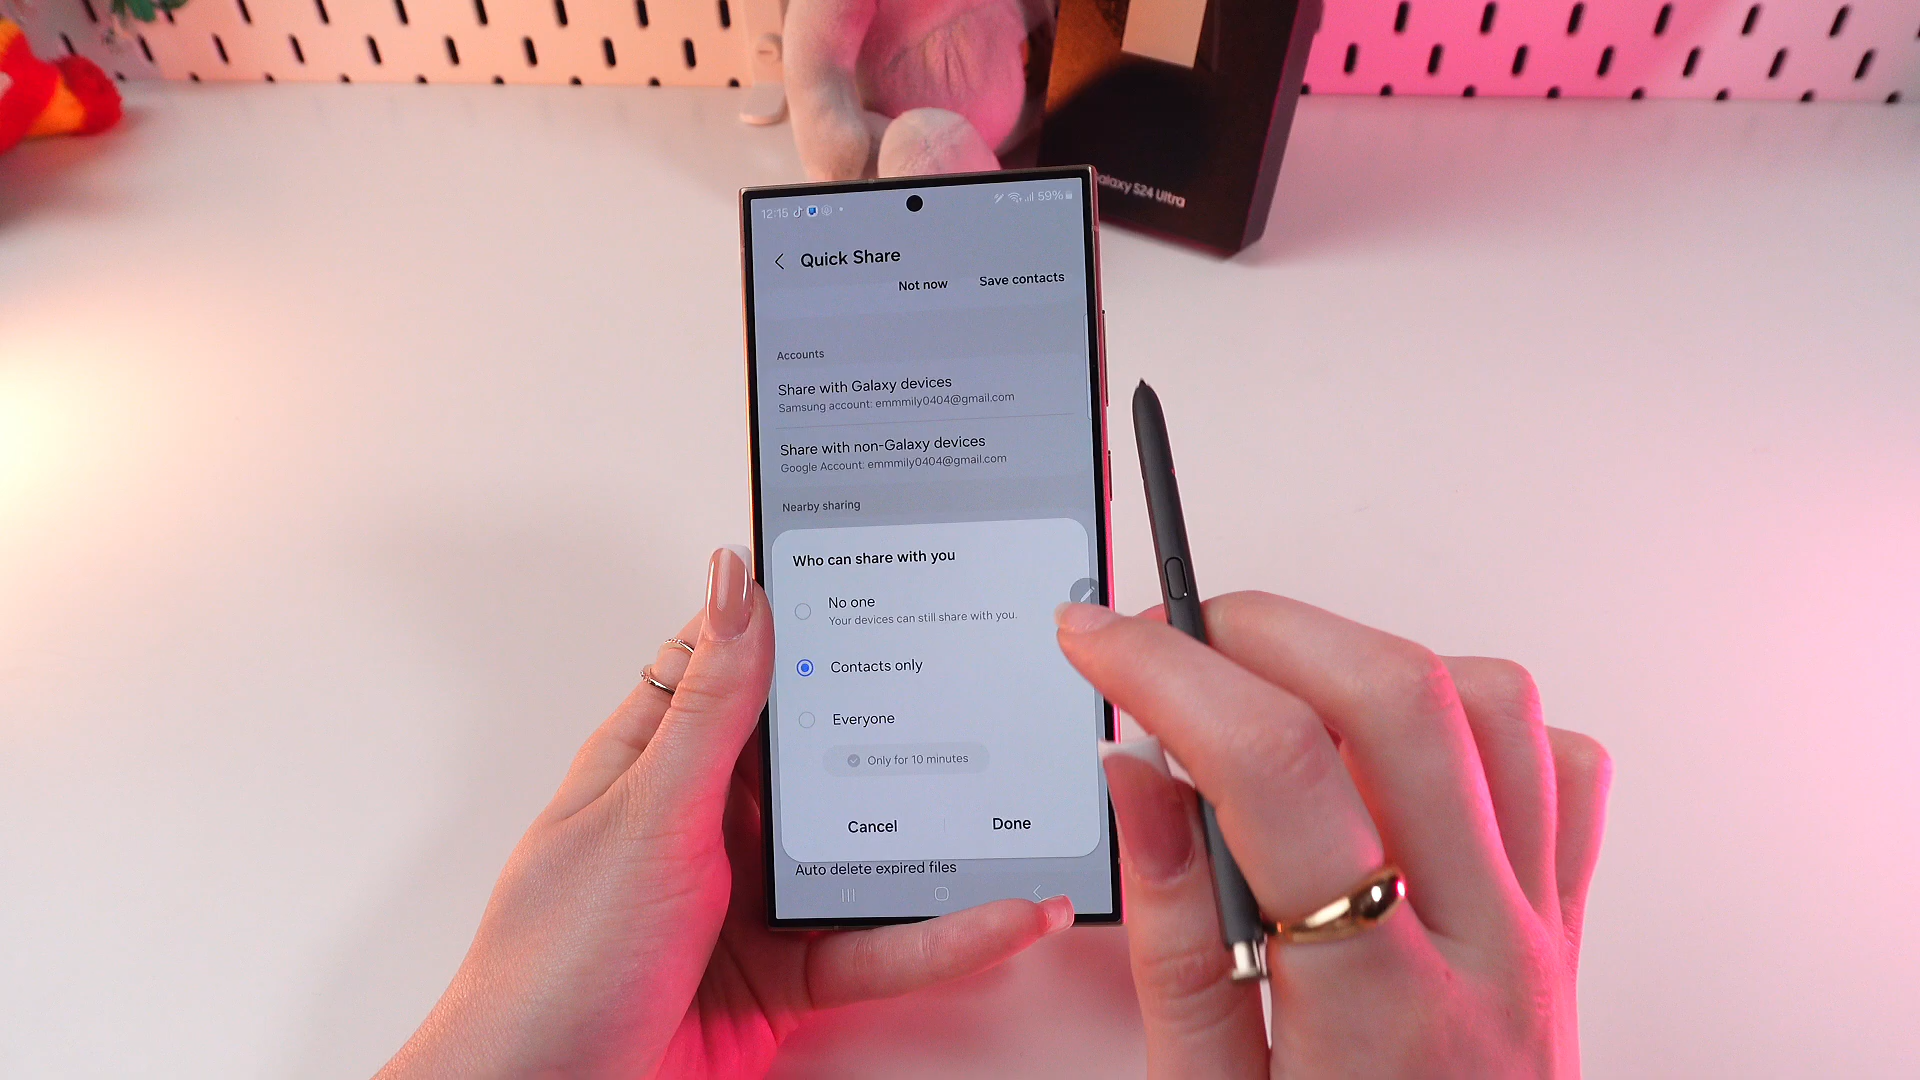 12:15
59%
Galaxy S24 Ultra
Quick Share
Not now
Save contacts
Accounts
Share with Galaxy devices
Samsung account: emmmily0404@gmail.com
Share with non-Galaxy devices
Google Account: emmmily0404@gmail.com
Nearby sharing
Who can share with you
No one
Your devices can still share with you.
Contacts only
Everyone
Only for 10 minutes
Cancel
Done
Auto delete expired files